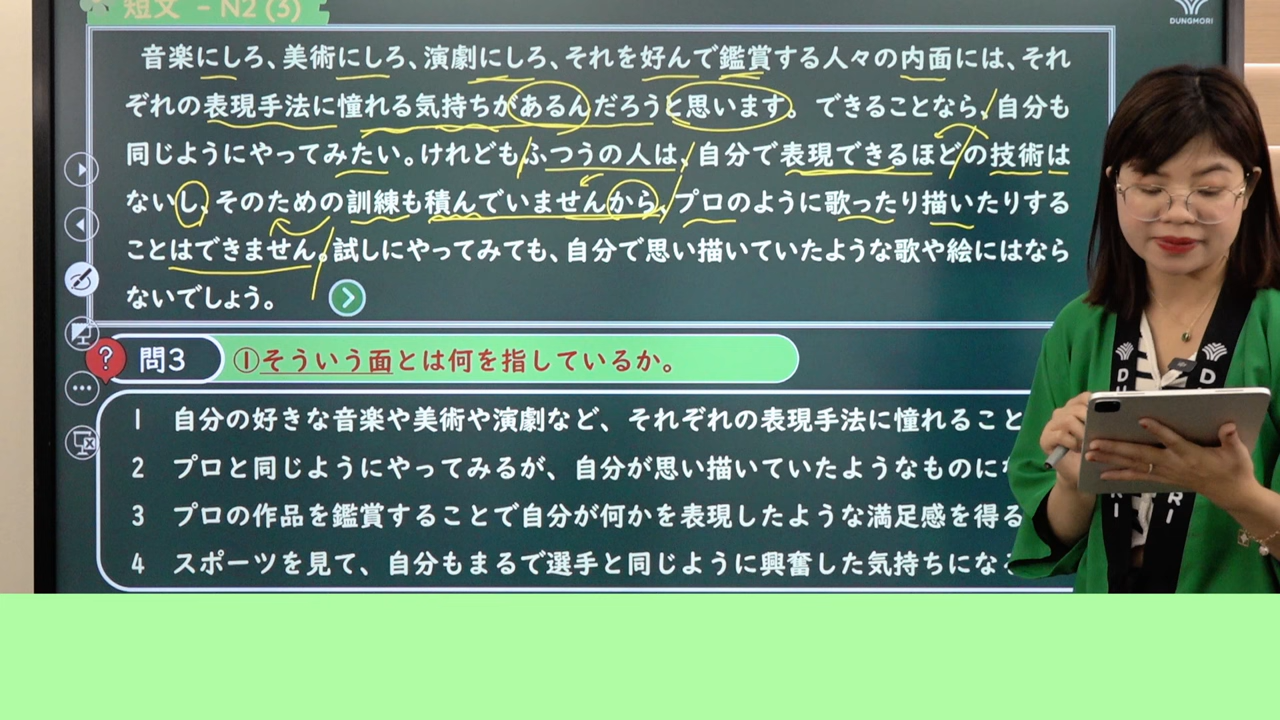 短文 - N2 (3)
DUNGMORI
音楽にしろ、美術にしろ、演劇にしろ、それを好んで鑑賞する人々の内面には、それ
ぞれの表現手法に憧れる気持ちがあるんだろうと思います。できることなら、自分も
同じようにやってみたい。けれどもふつうの人は、自分で表現できるほどの技術は
ないし、そのための訓練も積んでいませんから、プロのように歌ったり描いたりする
ことはできません。試しにやってみても、自分で思い描いていたような歌や絵にはなら
ないでしょう。
? 問3 ①そういう面とは何を指しているか。
1 自分の好きな音楽や美術や演劇など、それぞれの表現手法に憧れること
2 プロと同じようにやってみるが、自分が思い描いていたようなものに
3 プロの作品を鑑賞することで自分が何かを表現したような満足感を得る
4 スポーツを見て、自分もまるで選手と同じように興奮した気持ちにな